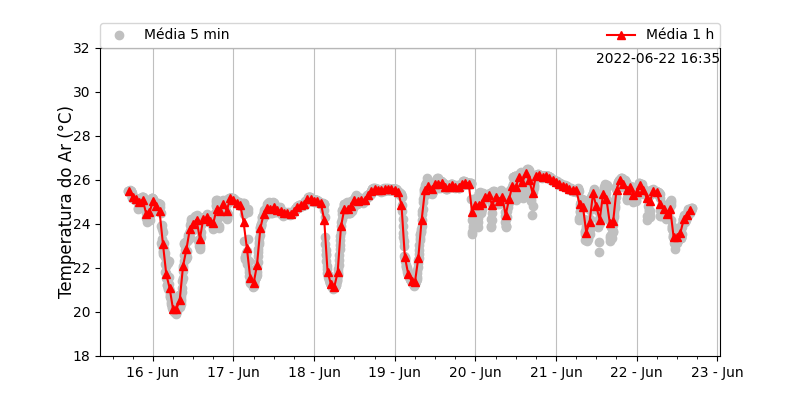 Média 5 min
Média 1 h
2022-06-22 16:35
Temperatura do Ar (°C)
32
30
28
26
24
22
20
18
16 - Jun
17 - Jun
18 - Jun
19 - Jun
20 - Jun
21 - Jun
22 - Jun
23 - Jun